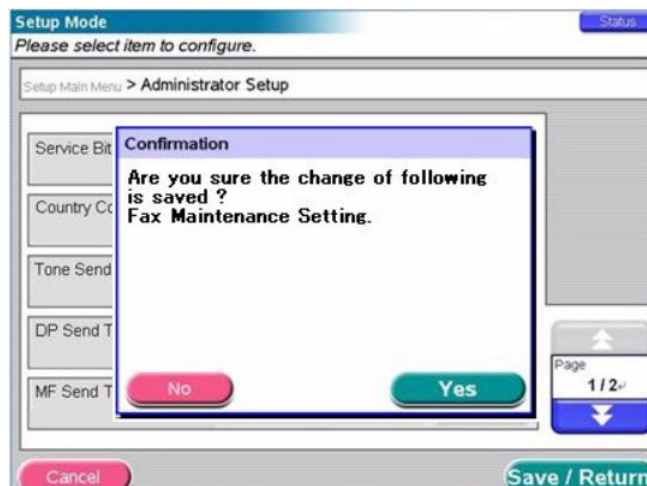 Setup Mode
Status
Please select item to configure.
Setup Main Menu > Administrator Setup
Service Bit
Confirmation
Are you sure the change of following
is saved ?
Fax Maintenance Setting.
Country Co
Tone Send
DP Send T
MF Send T
No
Yes
Page
1/2
Cancel
Save / Return